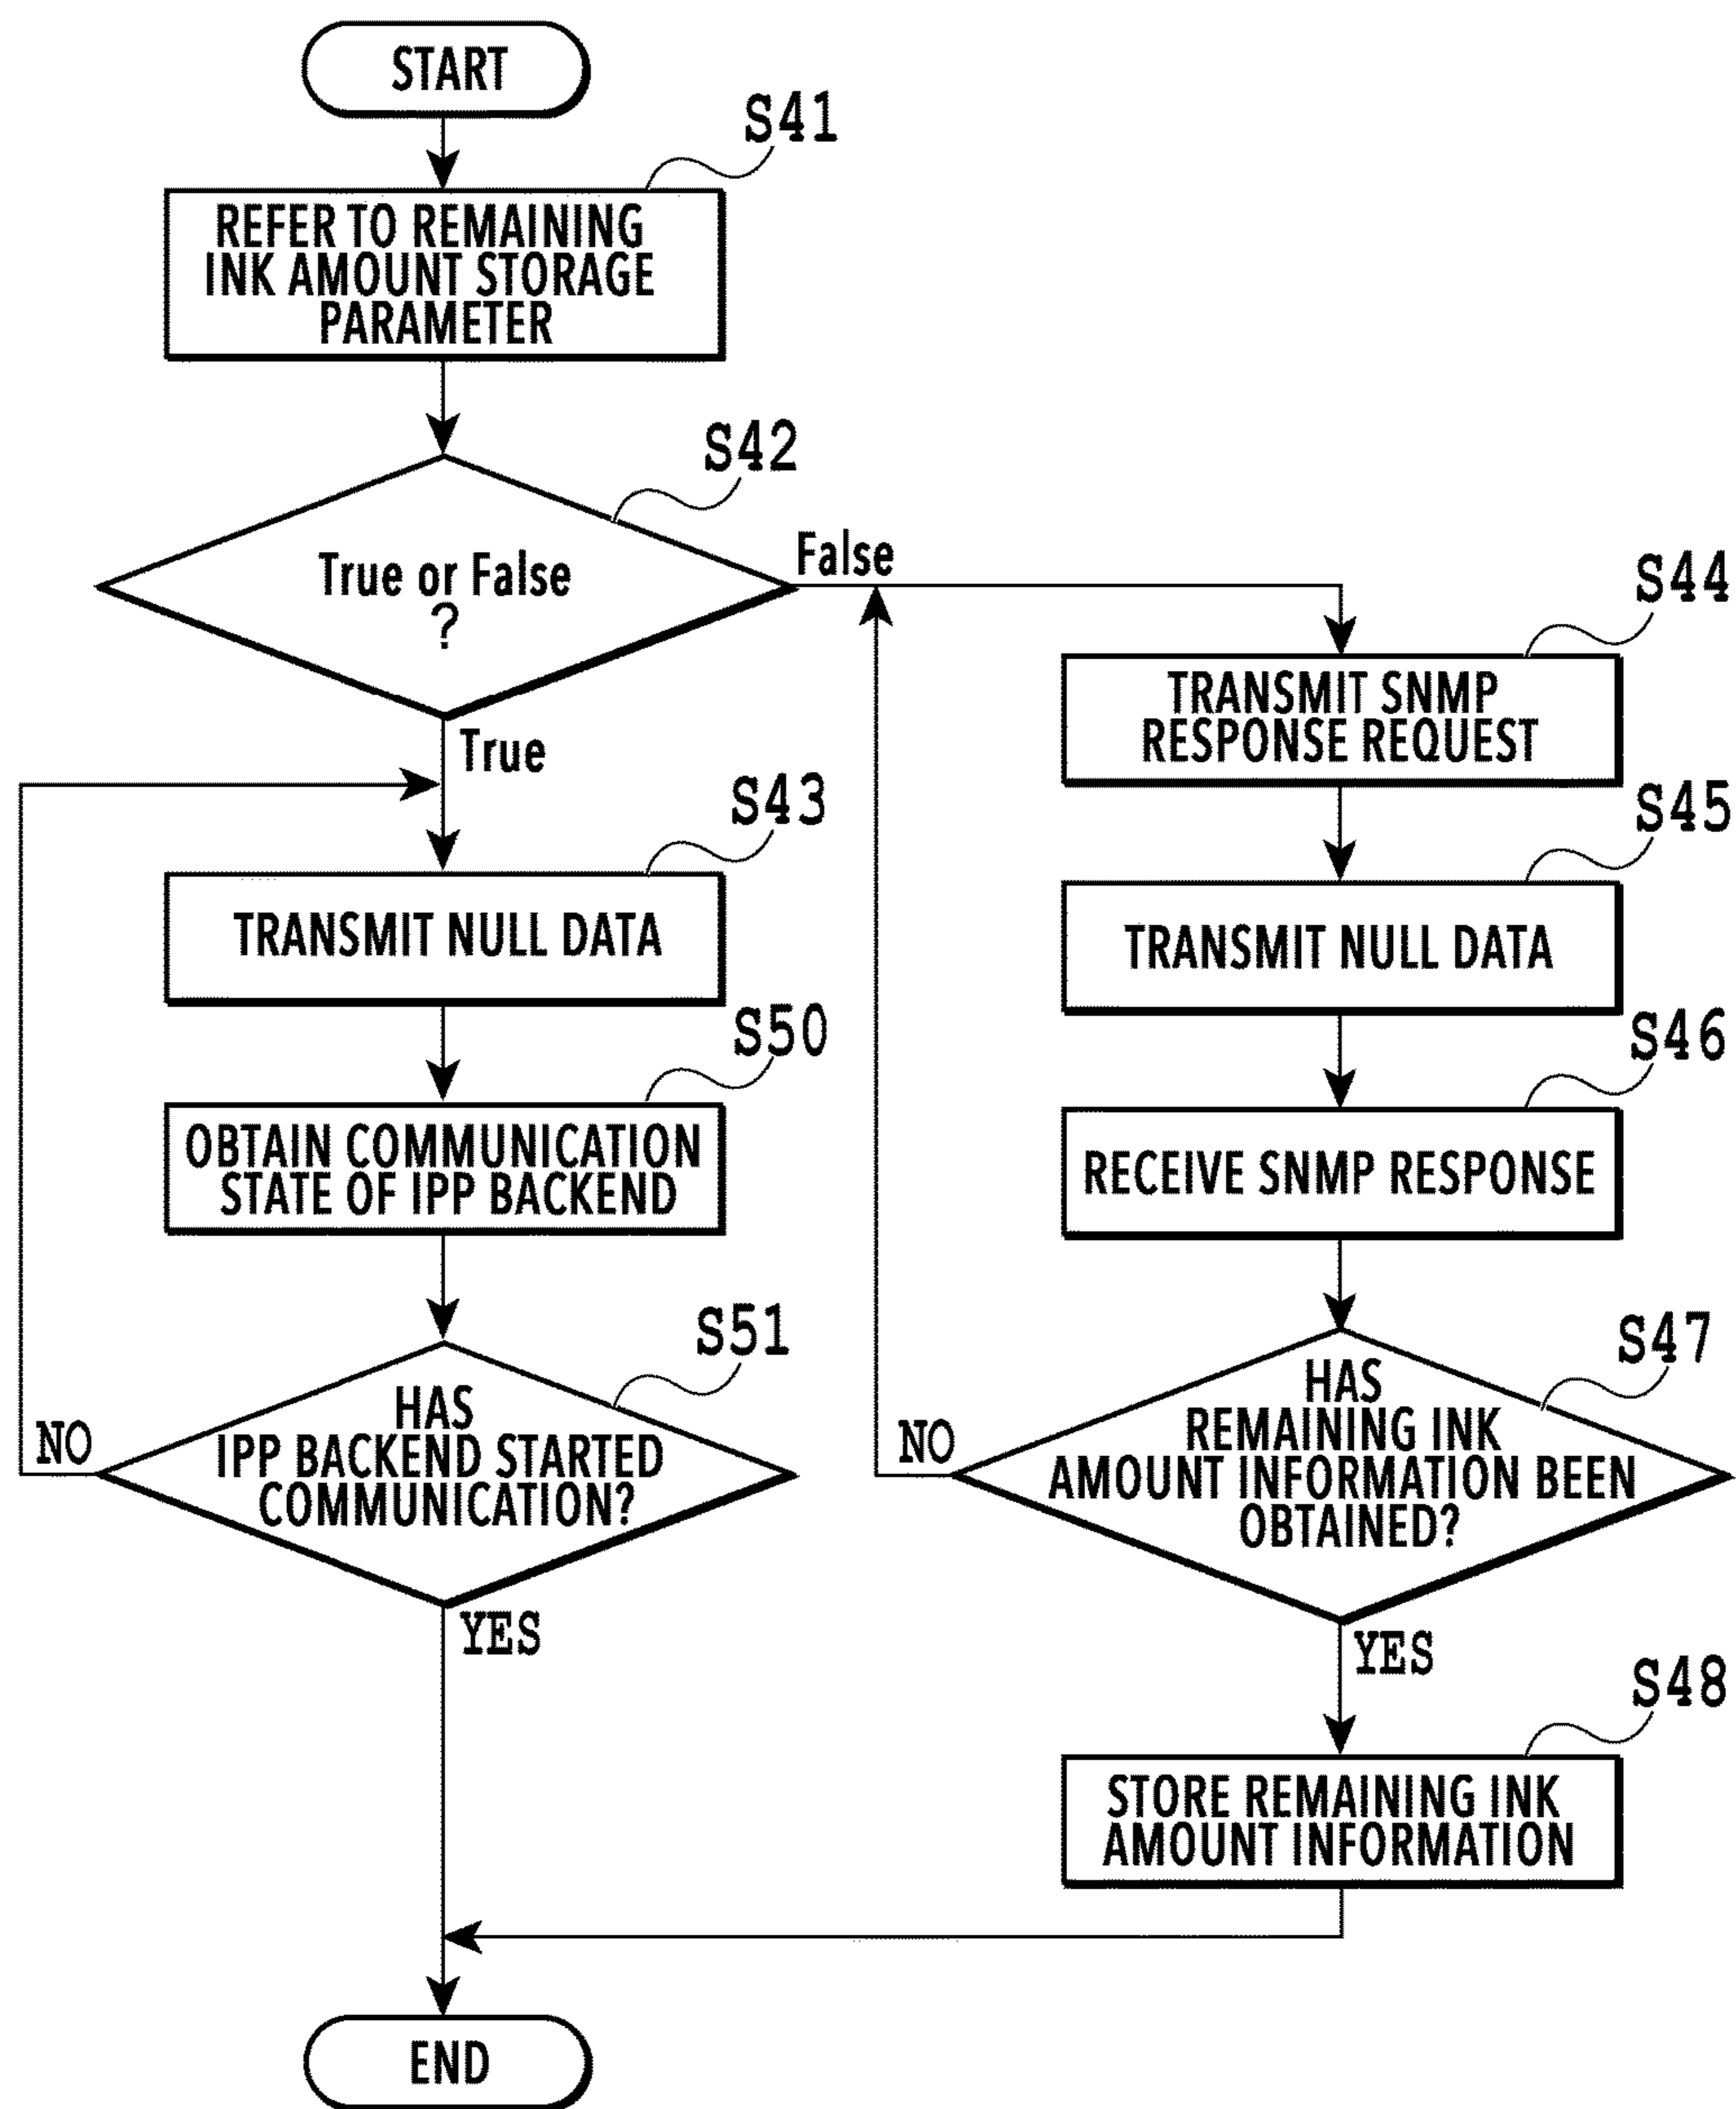 START
S41
REFER TO REMAINING
INK AMOUNT STORAGE
PARAMETER
S42
True or False
?
False
True
S43
TRANSMIT NULL DATA
S50
OBTAIN COMMUNICATION
STATE OF IPP BACKEND
S51
HAS
IPP BACKEND STARTED
COMMUNICATION?
NO
YES
S44
TRANSMIT SNMP
RESPONSE REQUEST
S45
TRANSMIT NULL DATA
S46
RECEIVE SNMP RESPONSE
S47
HAS
REMAINING INK
AMOUNT INFORMATION BEEN
OBTAINED?
NO
YES
S48
STORE REMAINING INK
AMOUNT INFORMATION
END